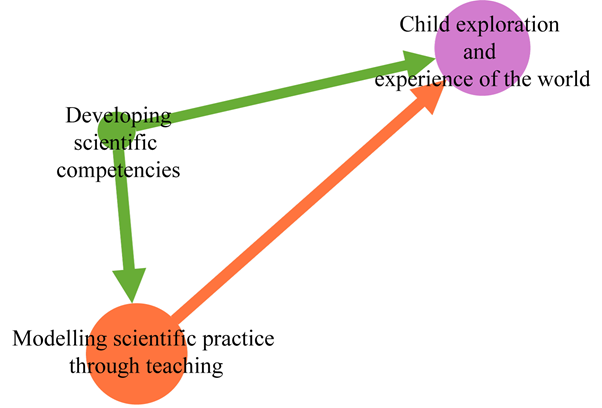 Child exploration
and
experience of the world
Developing
scientific
competencies
Modelling scientific practice
through teaching